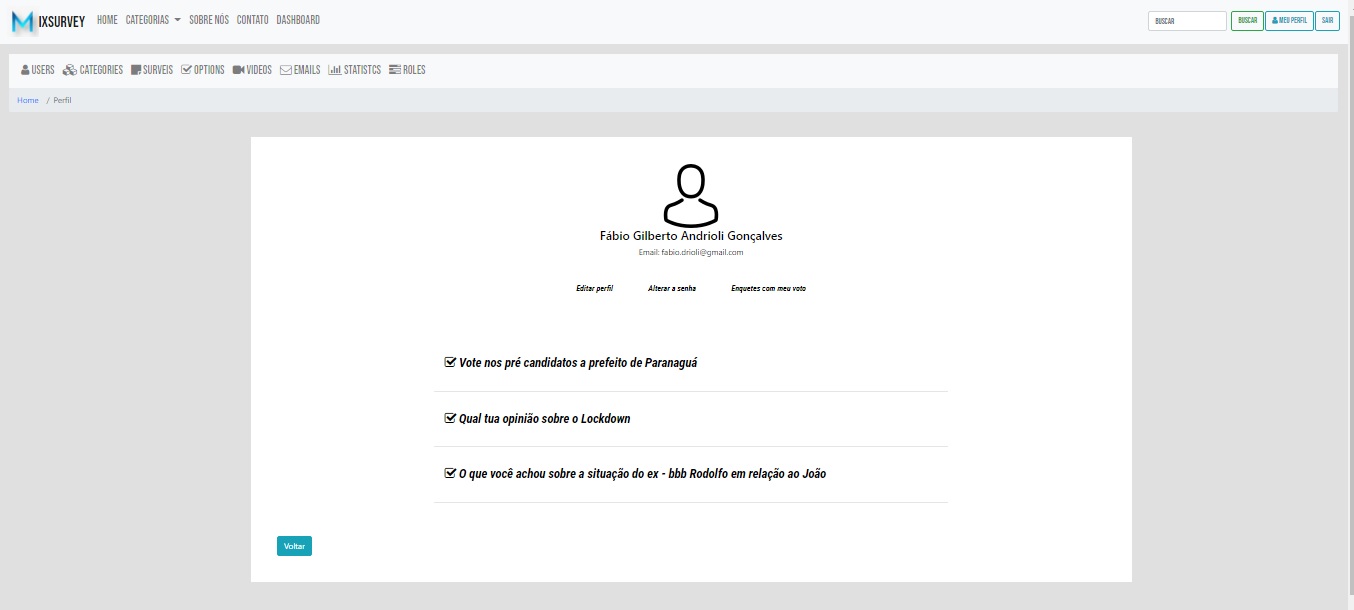 MIXSURVEY HOME CATEGORIAS SOBRE NÓS CONTATO DASHBOARD BUSCAR BUSCAR MEU PERFIL SAIR
USERS CATEGORIES SURVEIS OPTIONS VIDEOS EMAILS STATISTCS ROLES
Home / Perfil
Fábio Gilberto Andrioli Gonçalves
Email: fabio.drioli@gmail.com
Editar perfil Alterar a senha Enquetes com meu voto
Vote nos pré candidatos a prefeito de Paranaguá
Qual tua opinião sobre o Lockdown
O que você achou sobre a situação do ex - bbb Rodolfo em relação ao João
Voltar